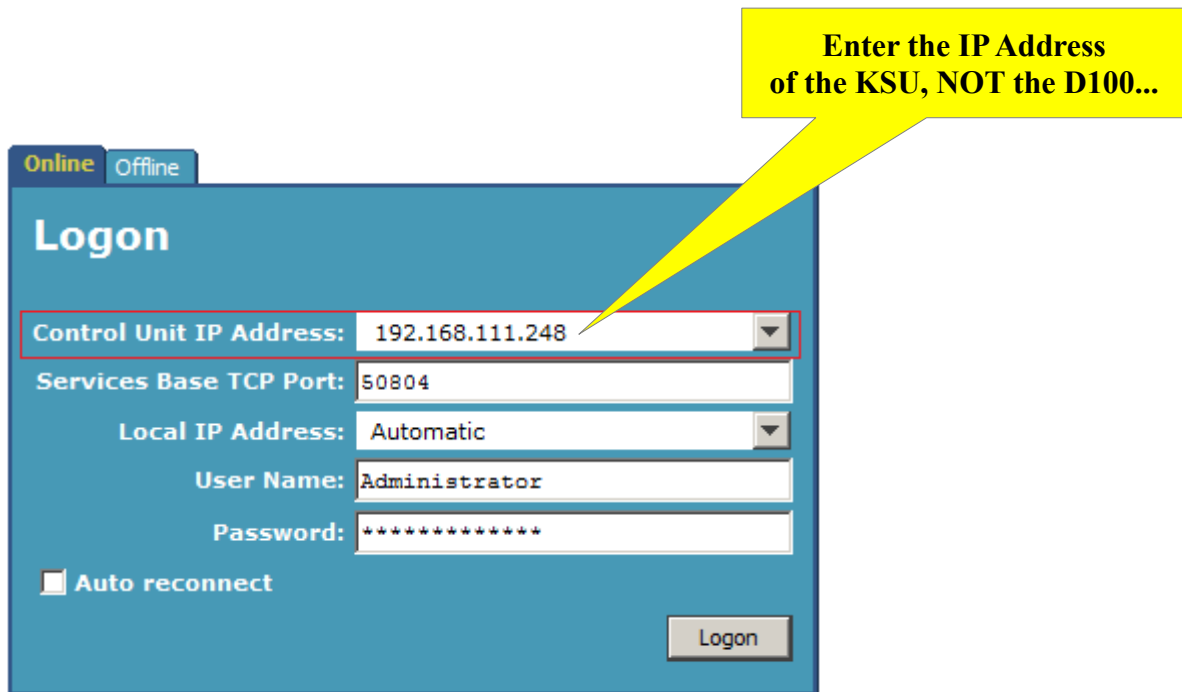 Enter the IP Address
of the KSU, NOT the D100...
Online Offline
Logon
Control Unit IP Address: 192.168.111.248
Services Base TCP Port: 50804
Local IP Address: Automatic
User Name: Administrator
Password: *************
Auto reconnect
Logon